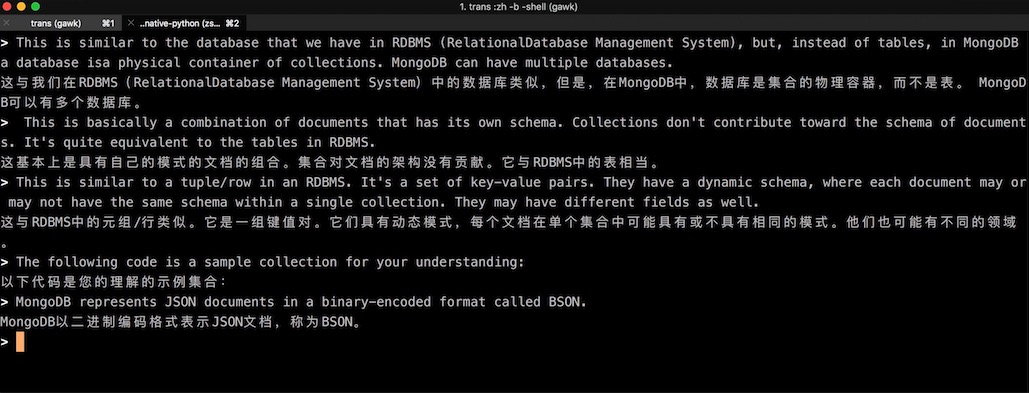 1. trans :zh -b -shell (gawk)
trans (gawk) ⌘1
..native-python (zs... ⌘2
> This is similar to the database that we have in RDBMS (RelationalDatabase Management System), but, instead of tables, in MongoDB
a database isa physical container of collections. MongoDB can have multiple databases.
这与我们在RDBMS（RelationalDatabase Management System）中的数据库类似，但是，在MongoDB中，数据库是集合的物理容器，而不是表。 MongoD
B可以有多个数据库。
>  This is basically a combination of documents that has its own schema. Collections don't contribute toward the schema of document
s. It's quite equivalent to the tables in RDBMS.
这基本上是具有自己的模式的文档的组合。集合对文档的架构没有贡献。它与RDBMS中的表相当。
> This is similar to a tuple/row in an RDBMS. It's a set of key-value pairs. They have a dynamic schema, where each document may or
may not have the same schema within a single collection. They may have different fields as well.
这与RDBMS中的元组/行类似。它是一组键值对。它们具有动态模式，每个文档在单个集合中可能具有或不具有相同的模式。他们也可能有不同的领域
。
> The following code is a sample collection for your understanding:
以下代码是您的理解的示例集合：
> MongoDB represents JSON documents in a binary-encoded format called BSON.
MongoDB以二进制编码格式表示JSON文档，称为BSON。
>